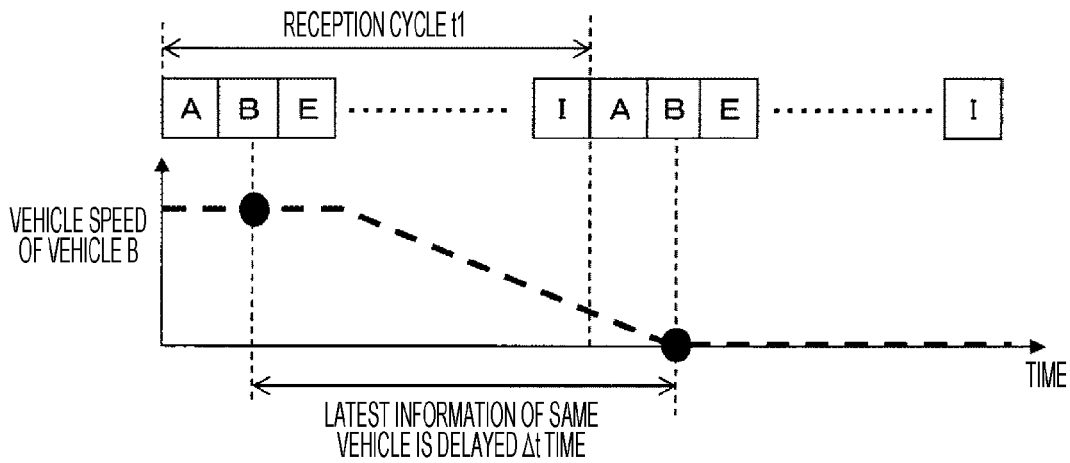 RECEPTION CYCLE t1
A B E I A B E I
VEHICLE SPEED
OF VEHICLE B
TIME
LATEST INFORMATION OF SAME
VEHICLE IS DELAYED Δt TIME